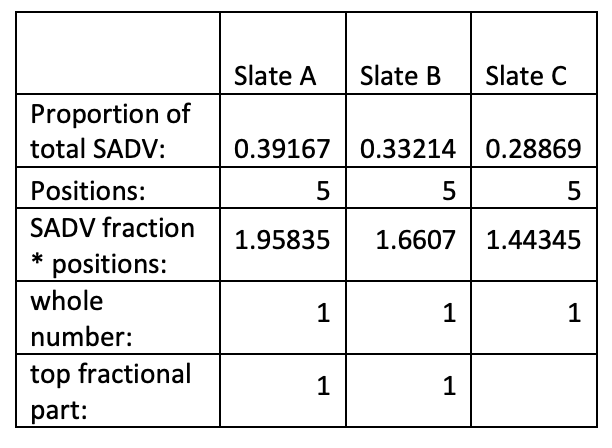 Slate A Slate B Slate C
Proportion of
total SADV: 0.39167 0.33214 0.28869
Positions: 5 5 5
SADV fraction
* positions: 1.95835 1.6607 1.44345
whole
number: 1 1 1
top fractional
part: 1 1